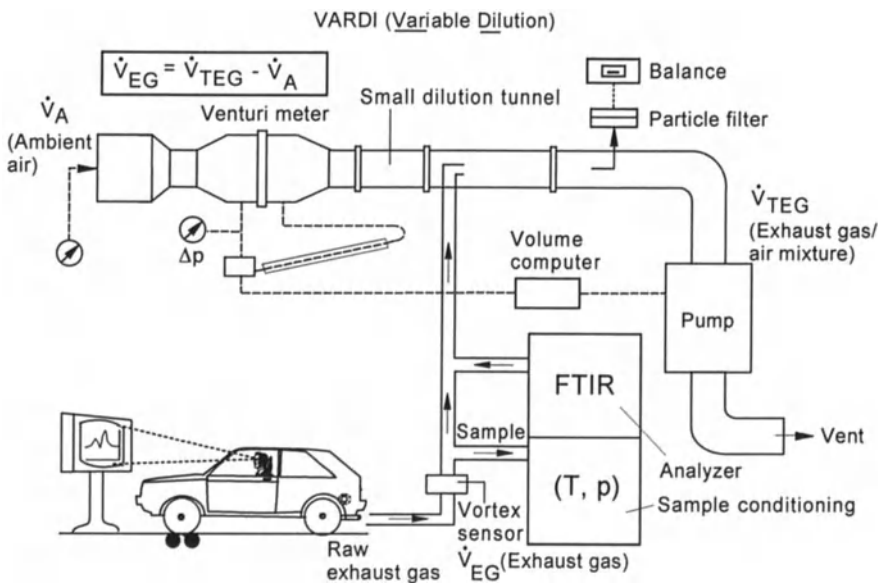 VARDI (Variable Dilution)
V̇EG = V̇TEG - V̇A
Balance
Small dilution tunnel
Venturi meter
Particle filter
V̇A
(Ambient
air)
V̇TEG
(Exhaust gas/
air mixture)
Δp
Volume
computer
Pump
FTIR
Sample
Vent
Analyzer
(T, p)
Sample conditioning
Vortex
sensor
Raw
exhaust gas
V̇EG (Exhaust gas)